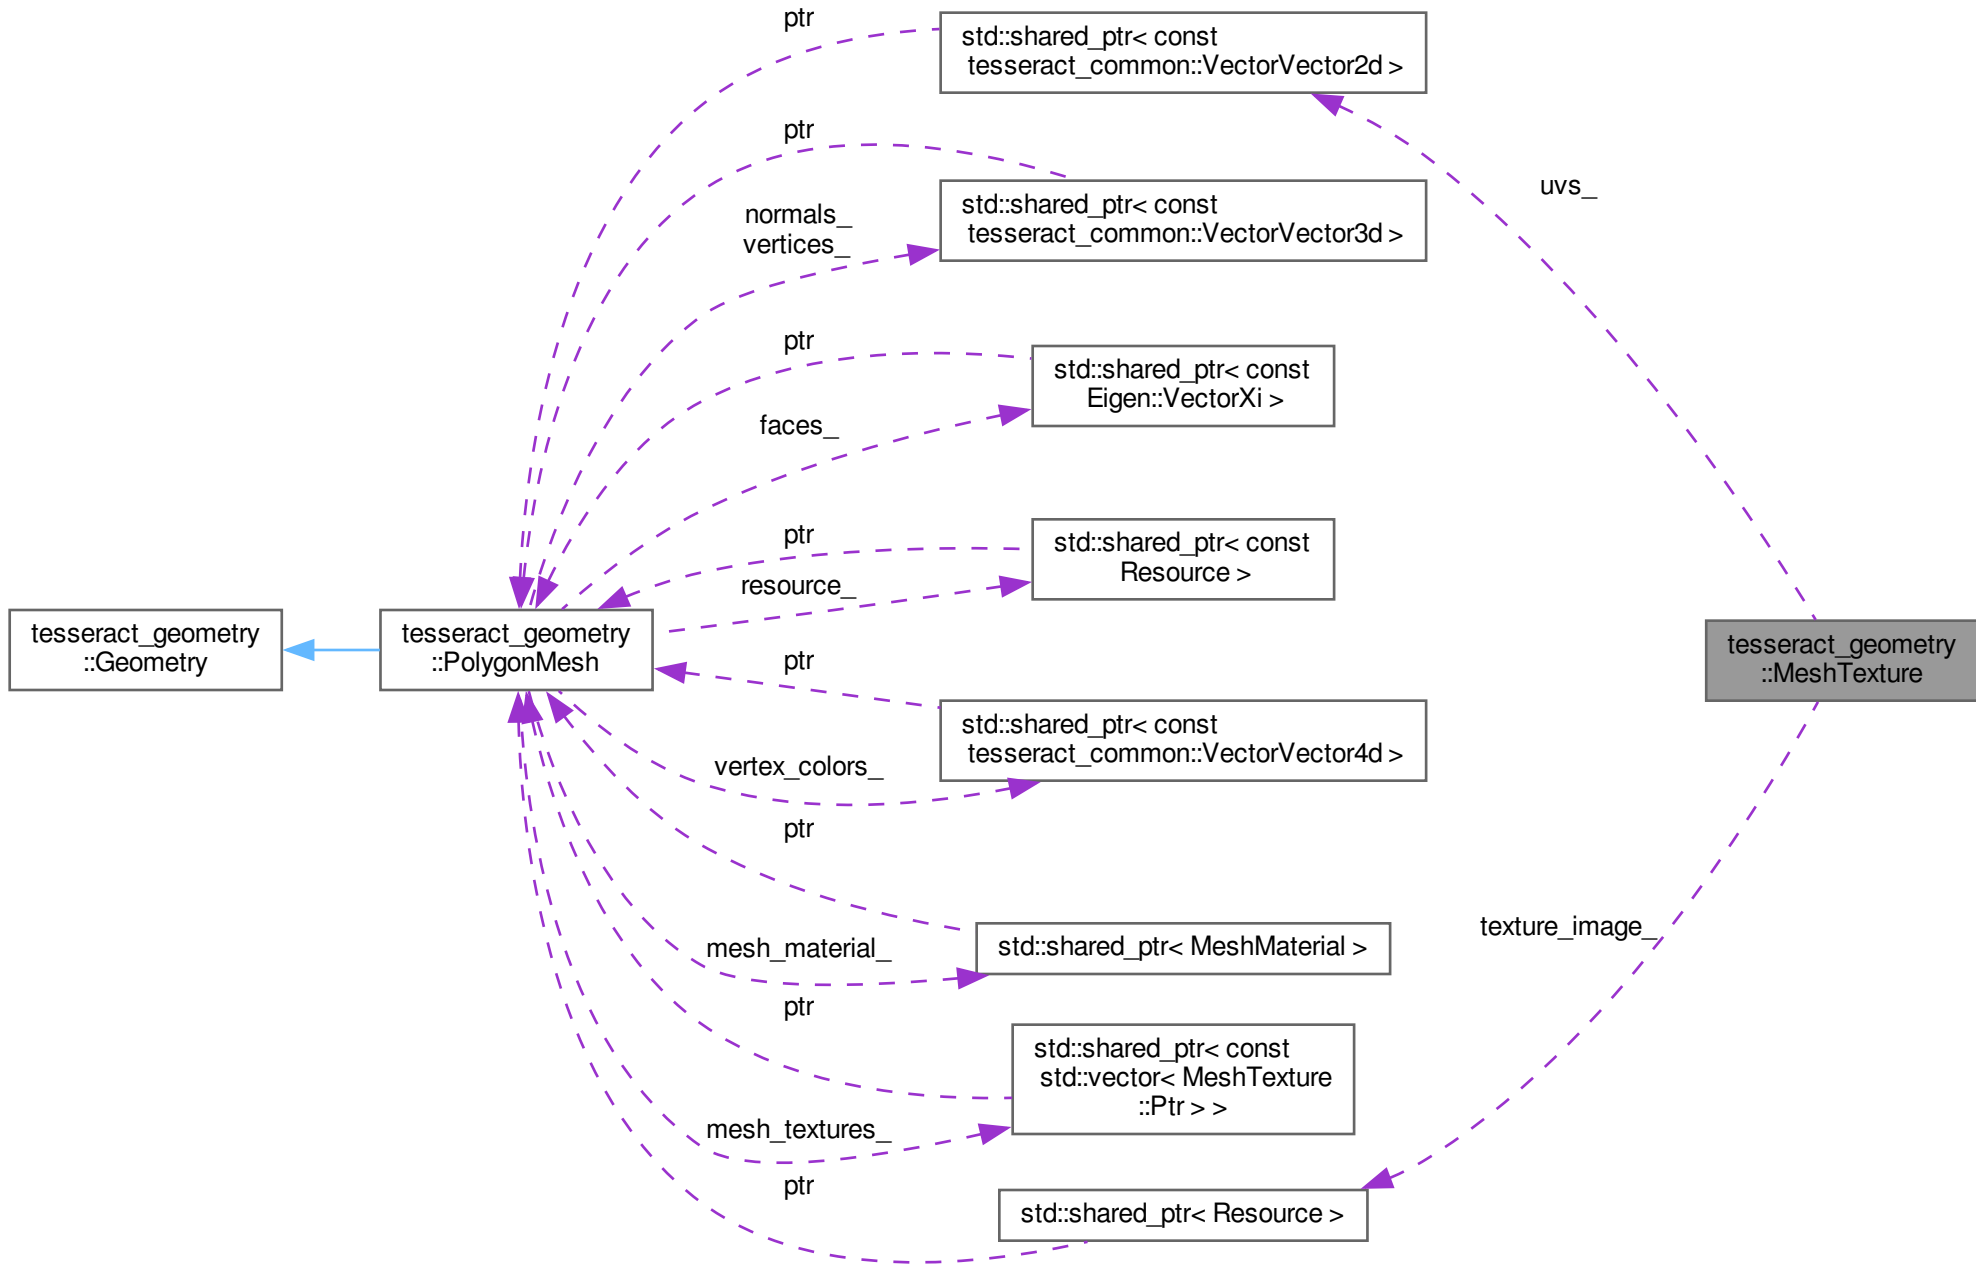 ptr
std::shared_ptr< const
tesseract_common::VectorVector2d >
ptr
uvs_
normals_
vertices_
std::shared_ptr< const
tesseract_common::VectorVector3d >
ptr
std::shared_ptr< const
Eigen::VectorXi >
faces_
ptr
std::shared_ptr< const
Resource >
resource_
tesseract_geometry
::Geometry
tesseract_geometry
::PolygonMesh
tesseract_geometry
::MeshTexture
ptr
std::shared_ptr< const
tesseract_common::VectorVector4d >
vertex_colors_
ptr
texture_image_
mesh_material_
std::shared_ptr< MeshMaterial >
ptr
std::shared_ptr< const
std::vector< MeshTexture
::Ptr > >
mesh_textures_
ptr
std::shared_ptr< Resource >